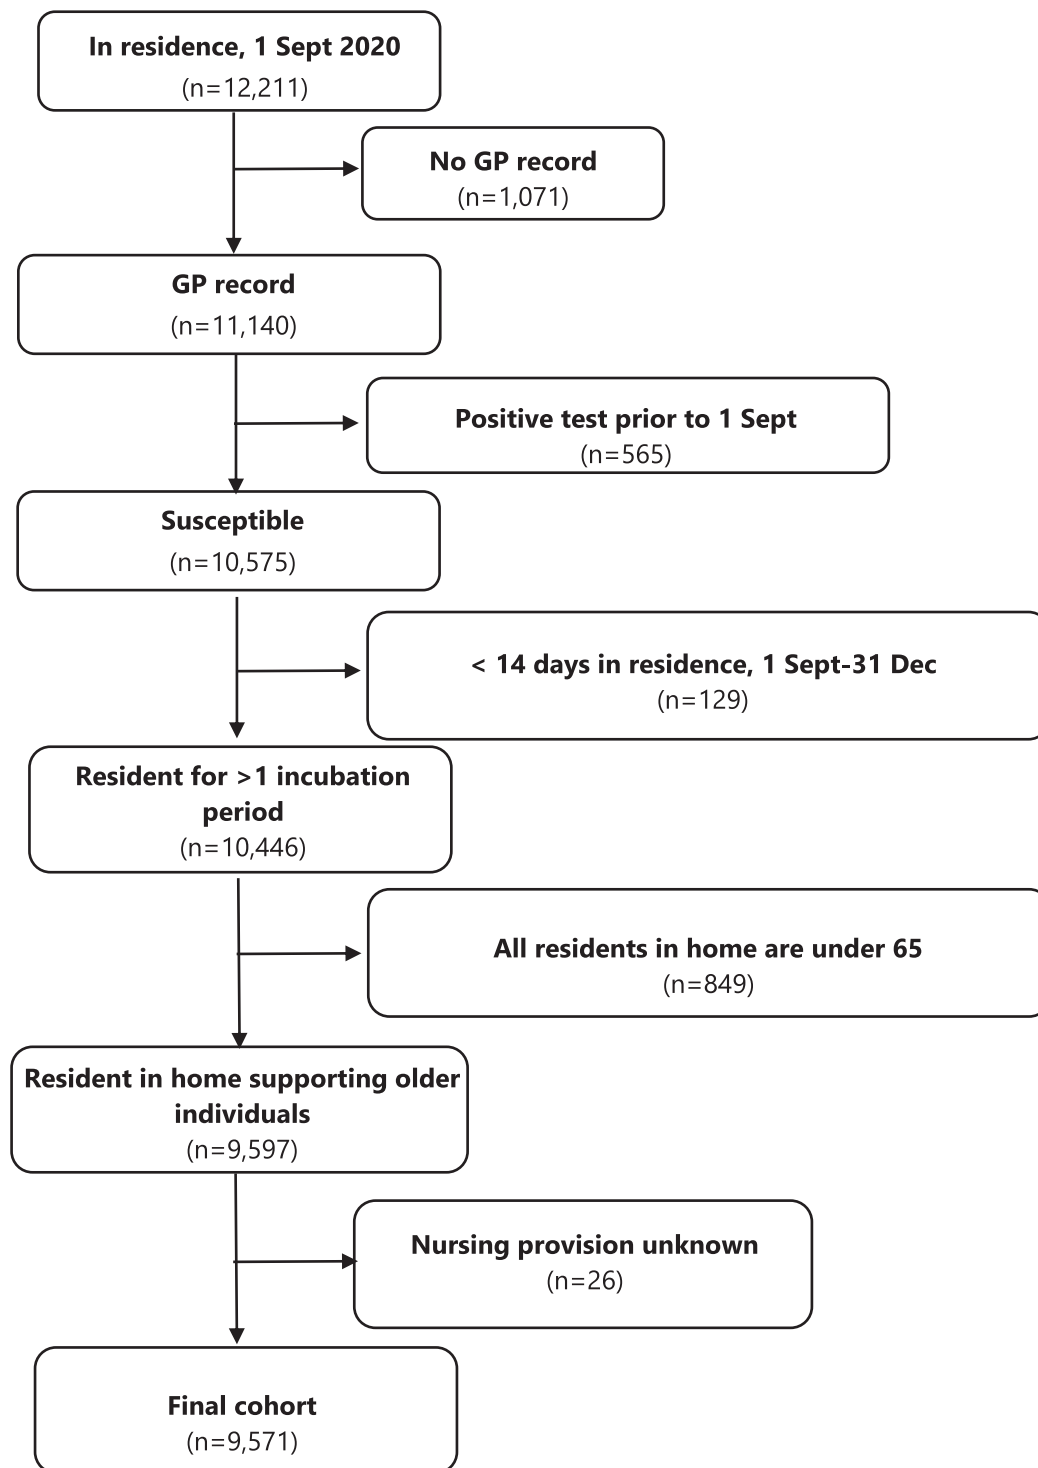 In residence, 1 Sept 2020
(n=12,211)
No GP record
(n=1,071)
GP record
(n=11,140)
Positive test prior to 1 Sept
(n=565)
Susceptible
(n=10,575)
< 14 days in residence, 1 Sept-31 Dec
(n=129)
Resident for >1 incubation
period
(n=10,446)
All residents in home are under 65
(n=849)
Resident in home supporting older
individuals
(n=9,597)
Nursing provision unknown
(n=26)
Final cohort
(n=9,571)